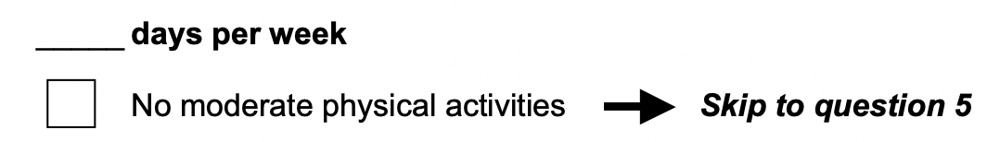 _____ days per week
No moderate physical activities Skip to question 5